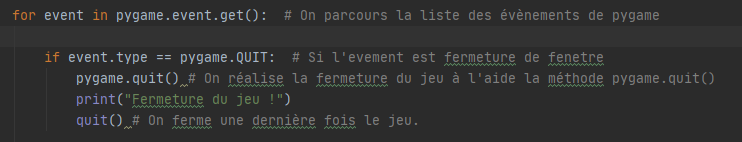 for event in pygame.event.get():  # On parcours la liste des évènements de pygame
if event.type == pygame.QUIT:  # Si l'evement est fermeture de fenetre
pygame.quit() # On réalise la fermeture du jeu à l'aide la méthode pygame.quit()
print("Fermeture du jeu !")
quit() # On ferme une dernière fois le jeu.